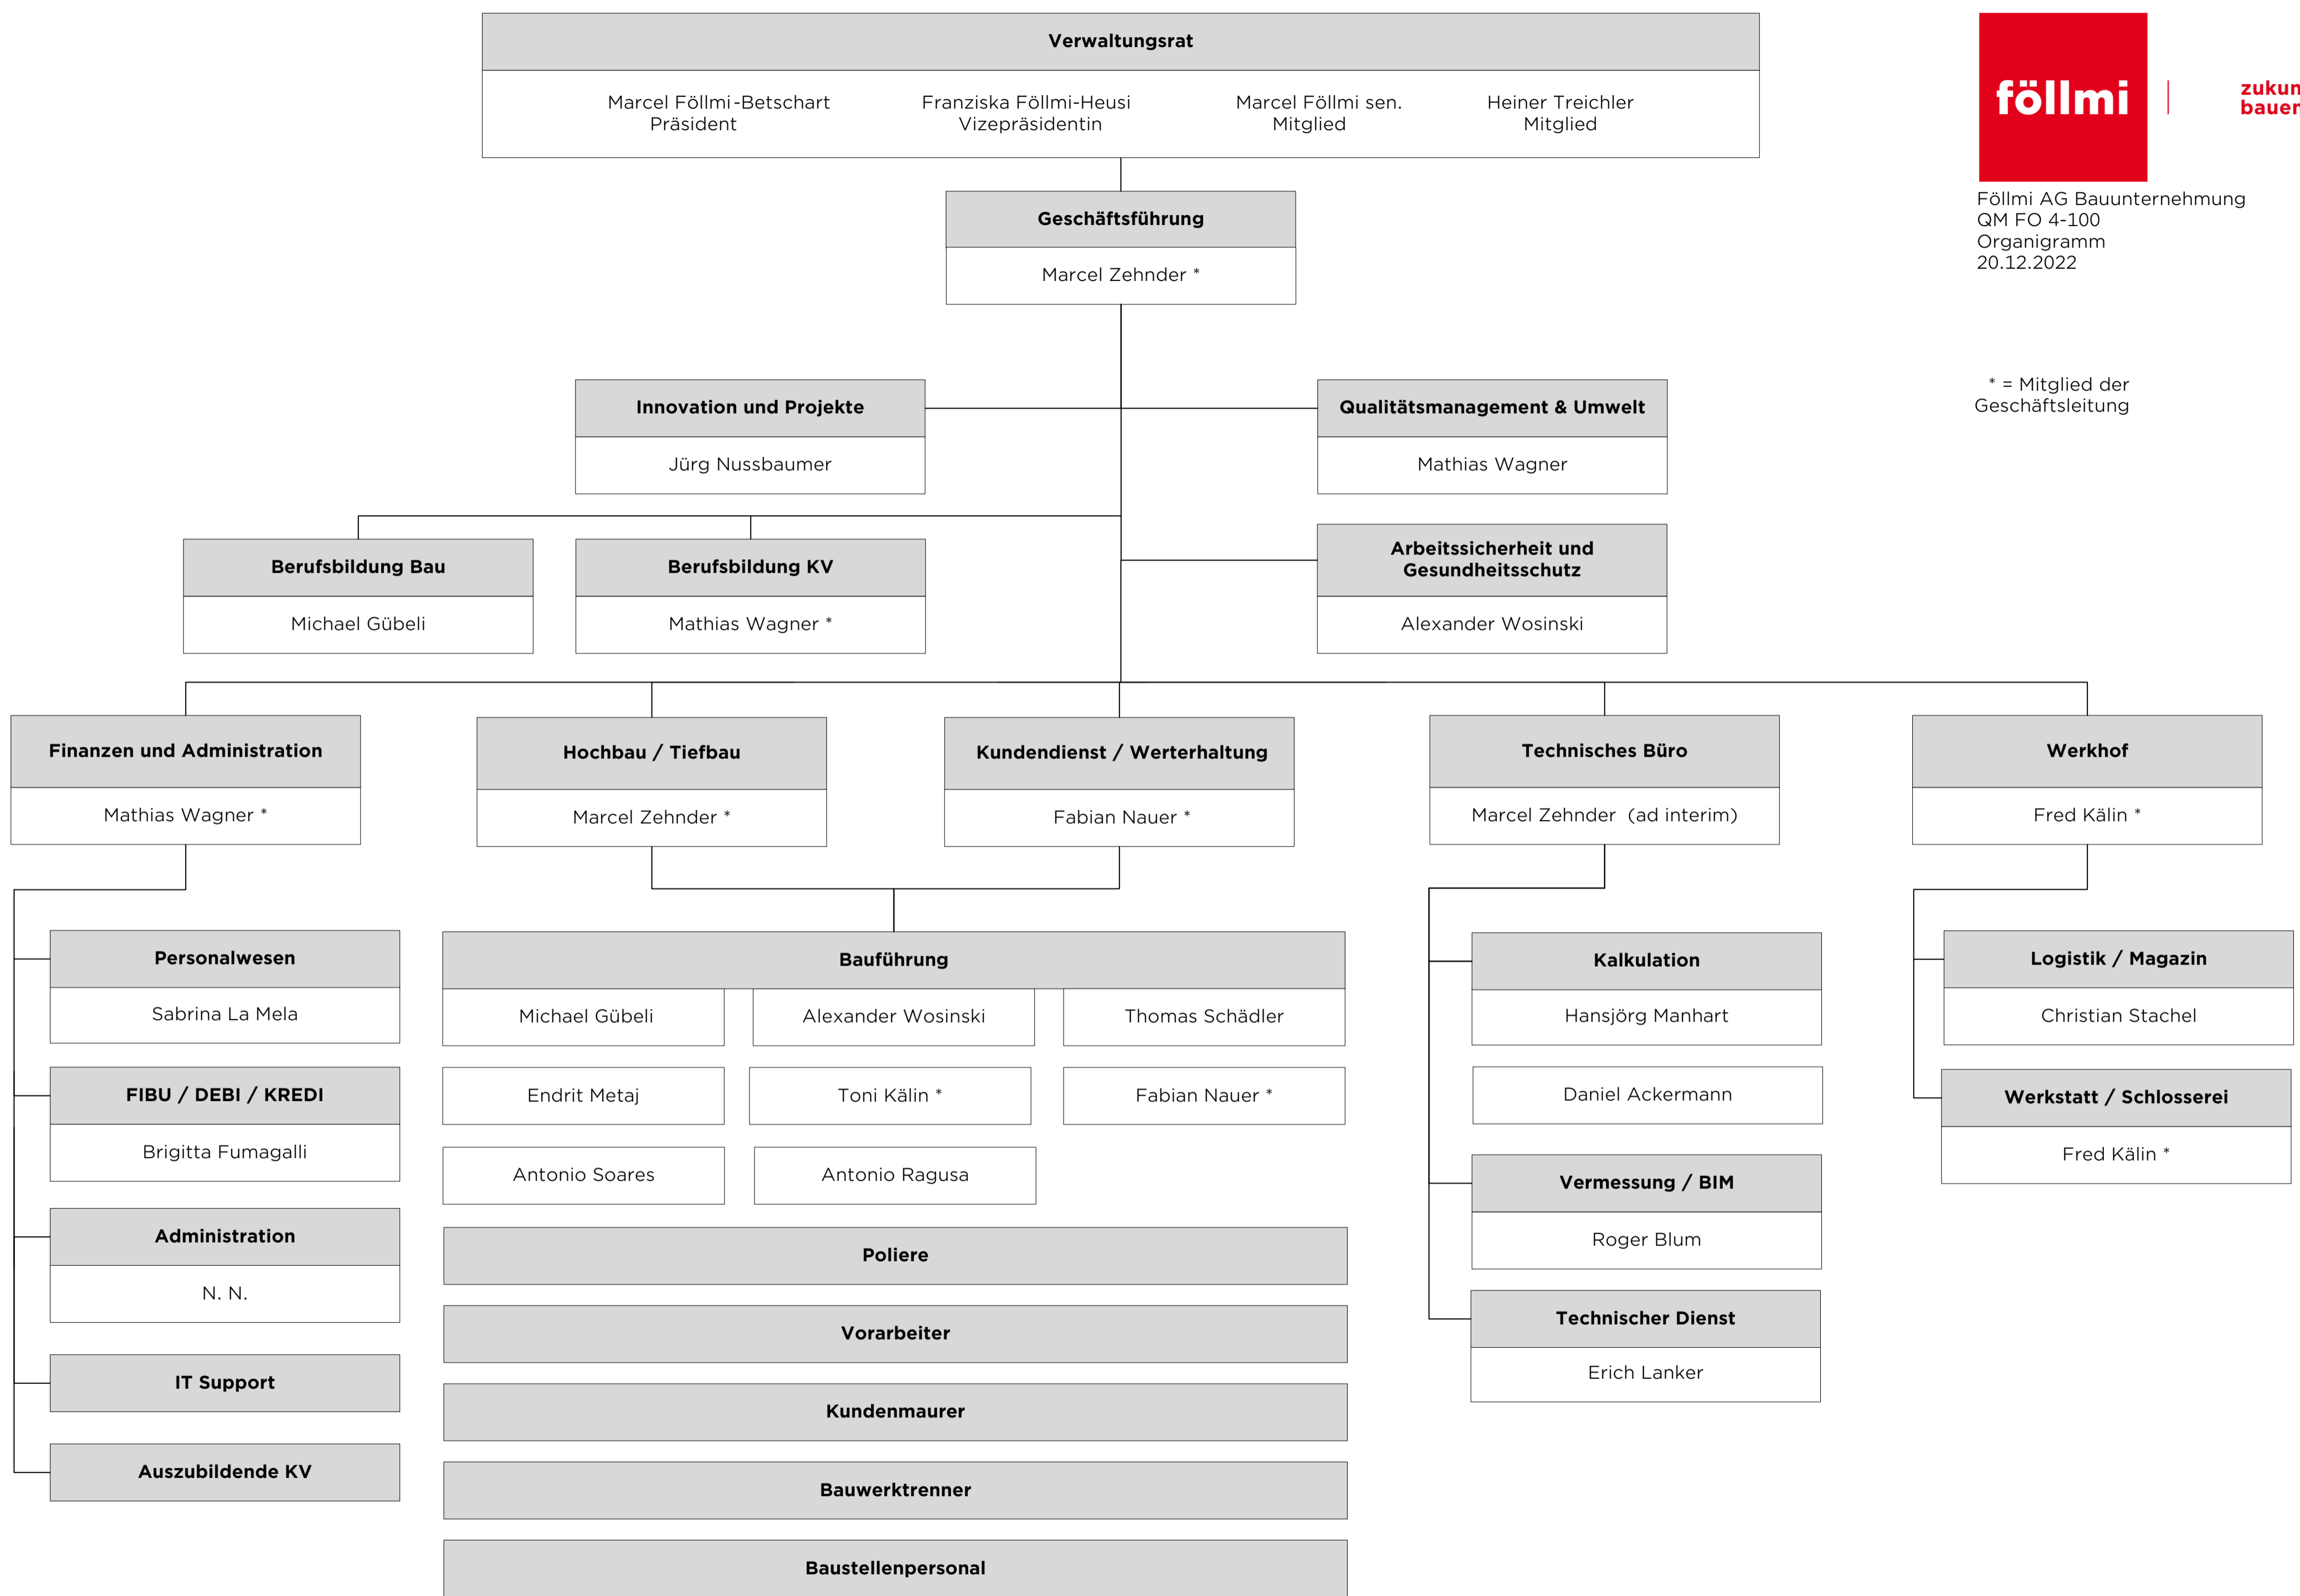 Verwaltungsrat
Marcel Föllmi-Betschart
Präsident
Franziska Föllmi-Heusi
Vizepräsidentin
Marcel Föllmi sen.
Mitglied
Heiner Treichler
Mitglied
föllmi
Föllmi AG Bauunternehmung
QM FO 4-100
Organigramm
20.12.2022
Geschäftsführung
Marcel Zehnder *
* = Mitglied der
Geschäftsleitung
Innovation und Projekte
Jürg Nussbaumer
Qualitätsmanagement & Umwelt
Mathias Wagner
Berufsbildung Bau
Michael Gübeli
Berufsbildung KV
Mathias Wagner *
Arbeitssicherheit und
Gesundheitsschutz
Alexander Wosinski
Finanzen und Administration
Mathias Wagner *
Hochbau / Tiefbau
Marcel Zehnder *
Kundendienst / Werterhaltung
Fabian Nauer *
Technisches Büro
Marcel Zehnder (ad interim)
Werkhof
Fred Kälin *
Personalwesen
Sabrina La Mela
FIBU / DEBI / KREDI
Brigitta Fumagalli
Administration
N. N.
IT Support
Auszubildende KV
Bauführung
Michael Gübeli
Alexander Wosinski
Thomas Schädler
Endrit Metaj
Toni Kälin *
Fabian Nauer *
Antonio Soares
Antonio Ragusa
Poliere
Vorarbeiter
Kundenmaurer
Bauwerktrenner
Baustellenpersonal
Kalkulation
Hansjörg Manhart
Daniel Ackermann
Vermessung / BIM
Roger Blum
Technischer Dienst
Erich Lanker
Logistik / Magazin
Christian Stachel
Werkstatt / Schlosserei
Fred Kälin *